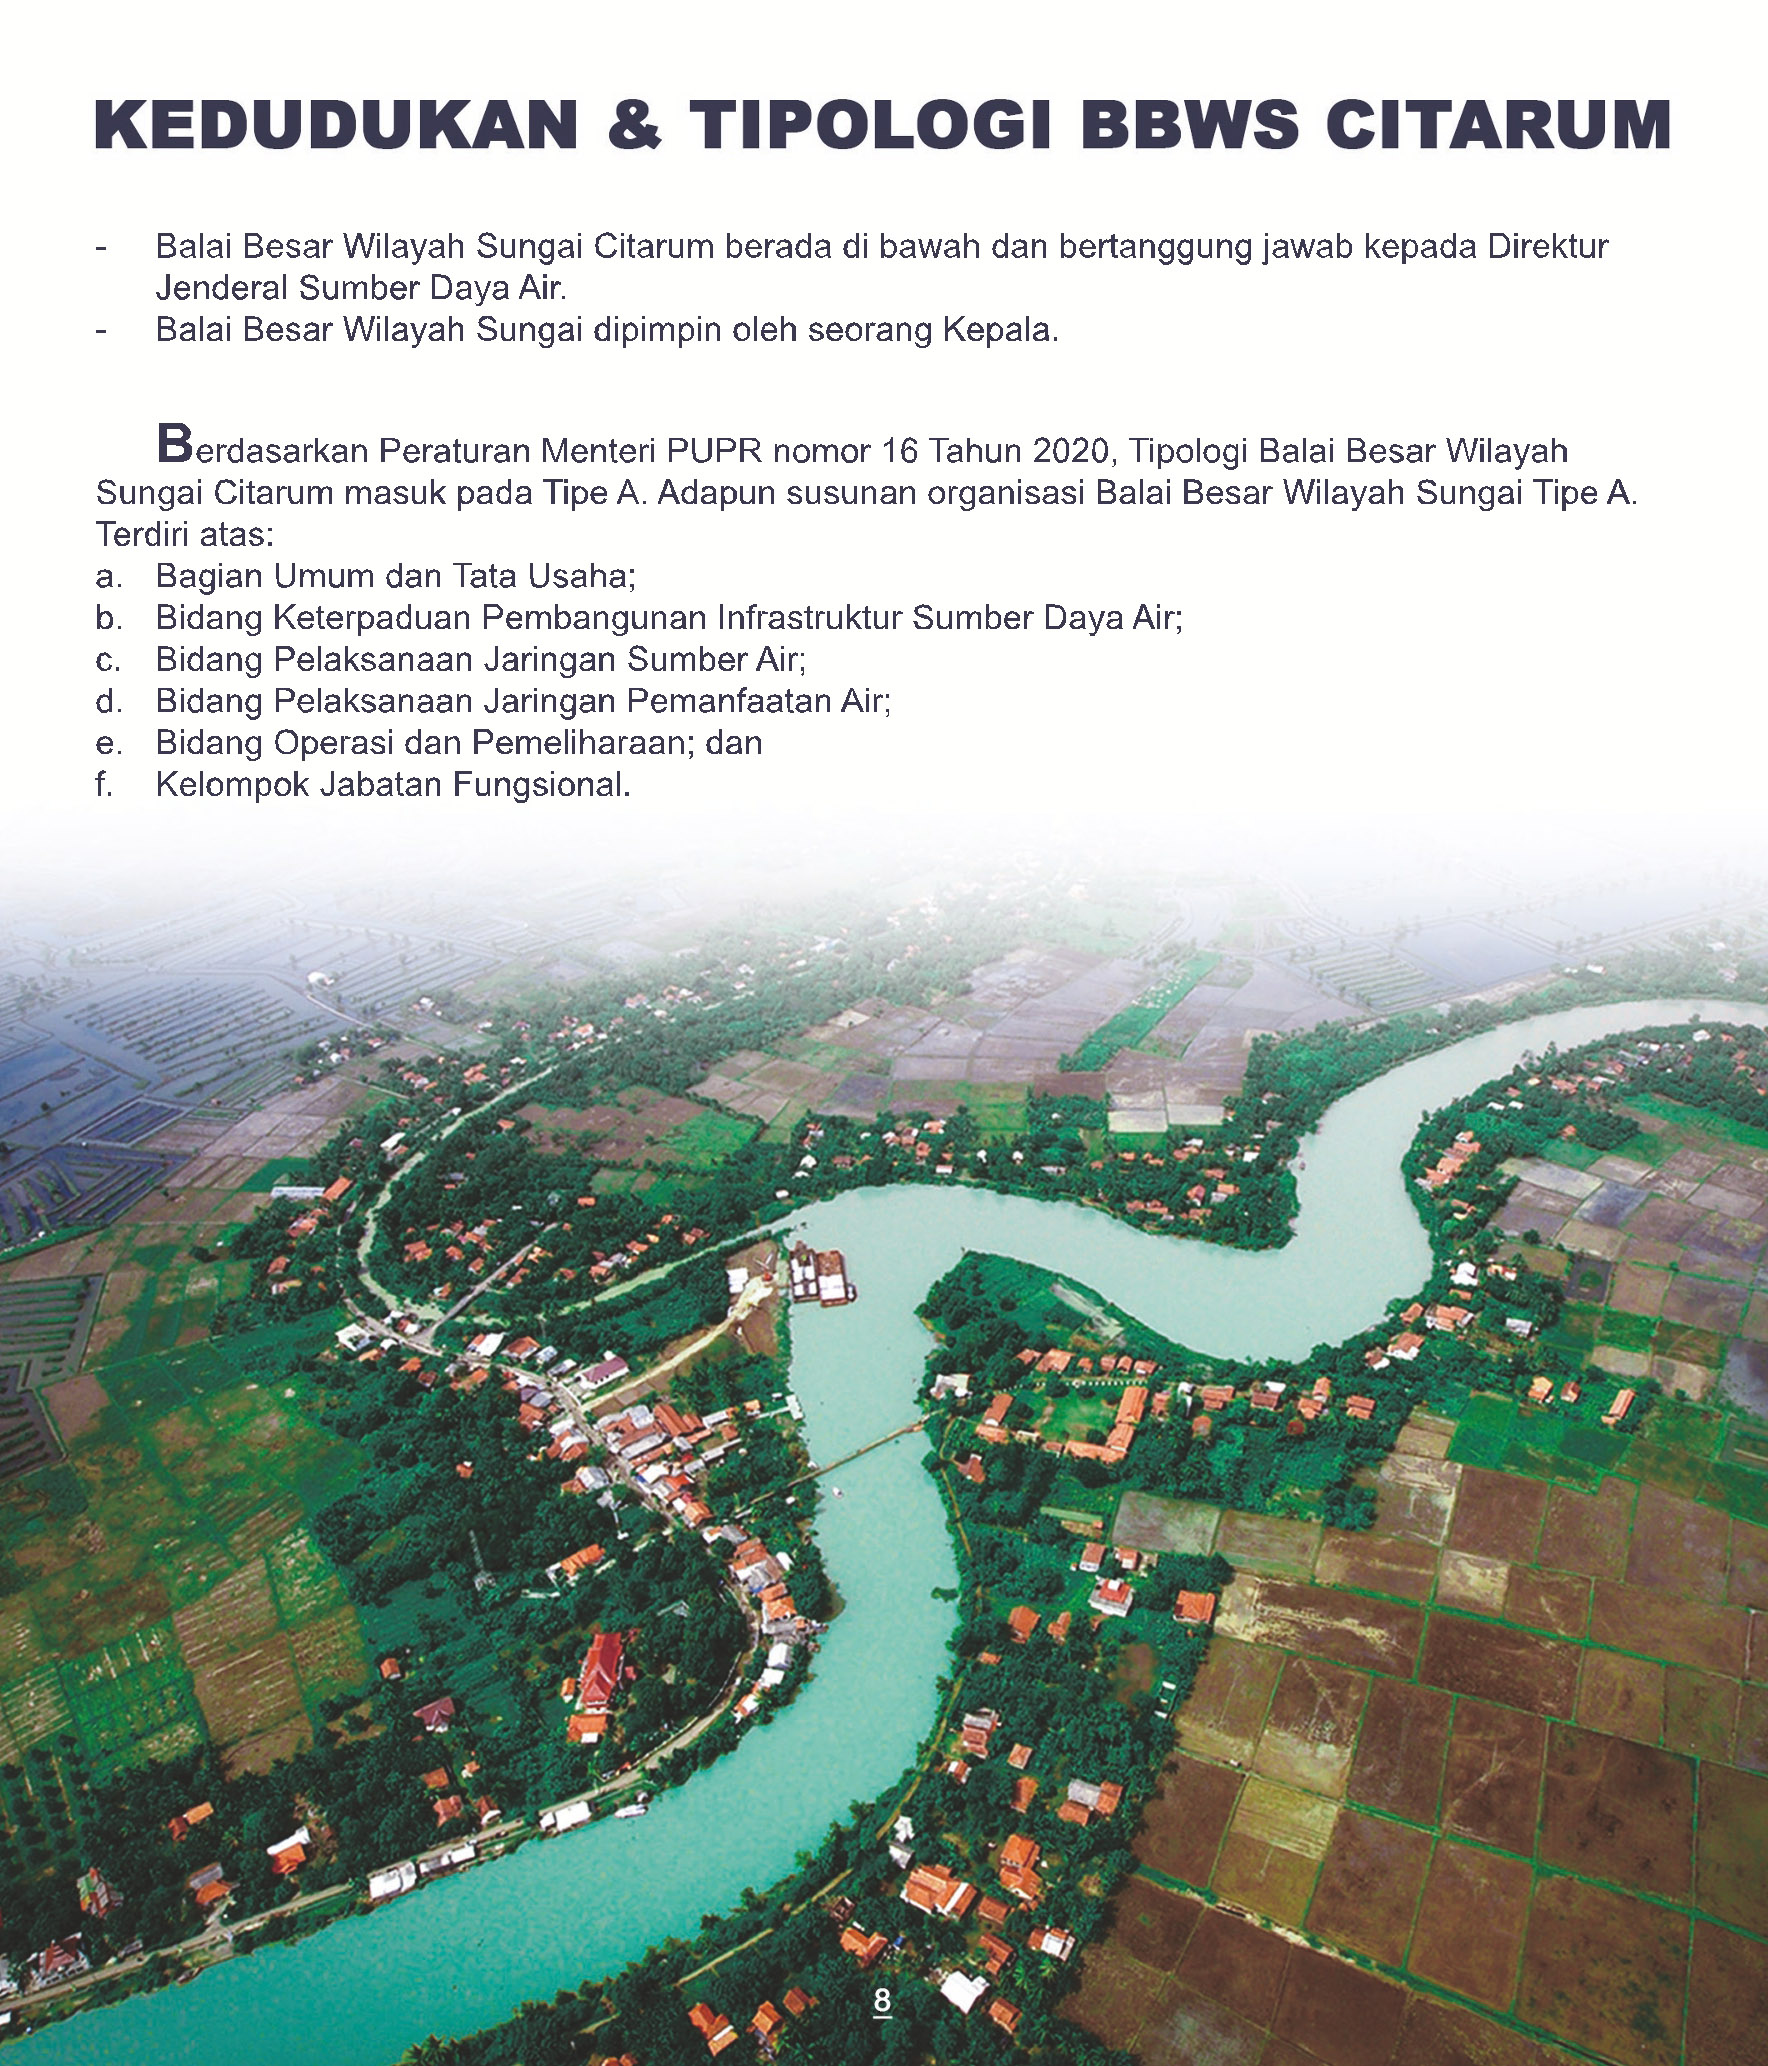 KEDUDUKAN & TIPOLOGI BBWS CITARUM
- Balai Besar Wilayah Sungai Citarum berada di bawah dan bertanggung jawab kepada Direktur
Jenderal Sumber Daya Air.
- Balai Besar Wilayah Sungai dipimpin oleh seorang Kepala.
Berdasarkan Peraturan Menteri PUPR nomor 16 Tahun 2020, Tipologi Balai Besar Wilayah
Sungai Citarum masuk pada Tipe A. Adapun susunan organisasi Balai Besar Wilayah Sungai Tipe A.
Terdiri atas:
a. Bagian Umum dan Tata Usaha;
b. Bidang Keterpaduan Pembangunan Infrastruktur Sumber Daya Air;
c. Bidang Pelaksanaan Jaringan Sumber Air;
d. Bidang Pelaksanaan Jaringan Pemanfaatan Air;
e. Bidang Operasi dan Pemeliharaan; dan
f. Kelompok Jabatan Fungsional.
8